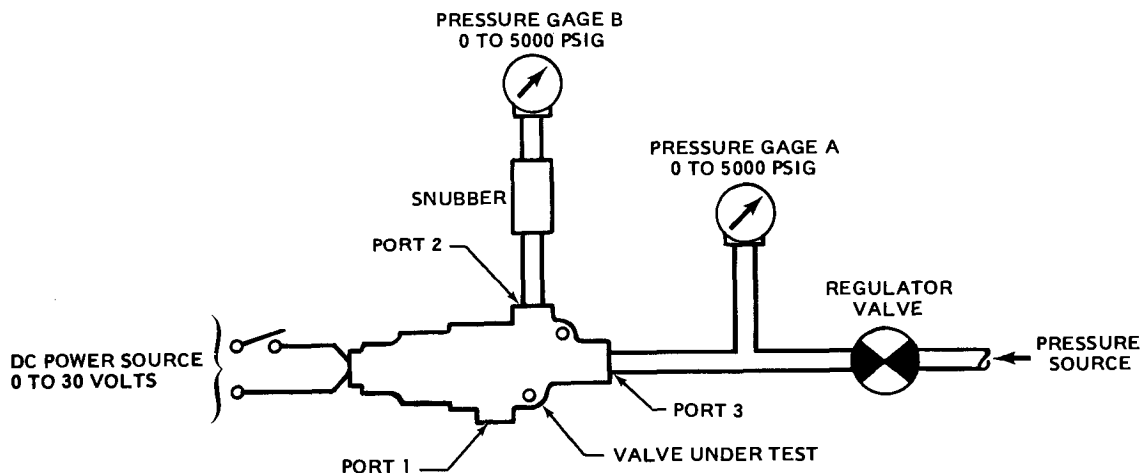 PRESSURE GAGE B
0 TO 5000 PSIG
PRESSURE GAGE A
0 TO 5000 PSIG
SNUBBER
PORT 2
REGULATOR
VALVE
DC POWER SOURCE
0 TO 30 VOLTS
PRESSURE
SOURCE
PORT 3
VALVE UNDER TEST
PORT 1